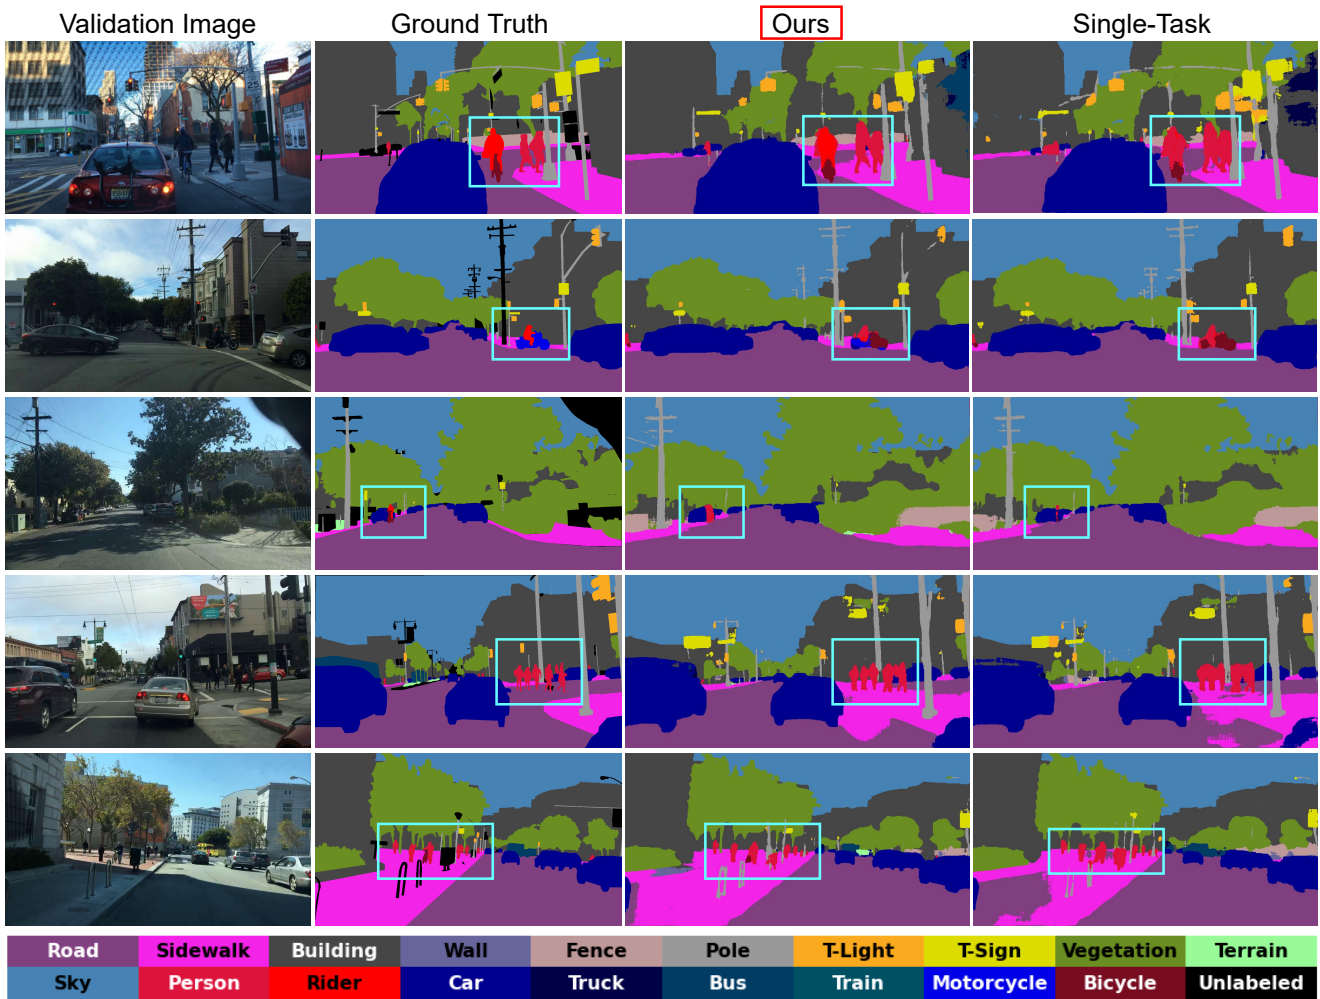 Validation Image Ground Truth Ours Single-Task
Road Sidewalk Building Wall Fence Pole T-Light T-Sign Vegetation Terrain
Sky Person Rider Car Truck Bus Train Motorcycle Bicycle Unlabeled